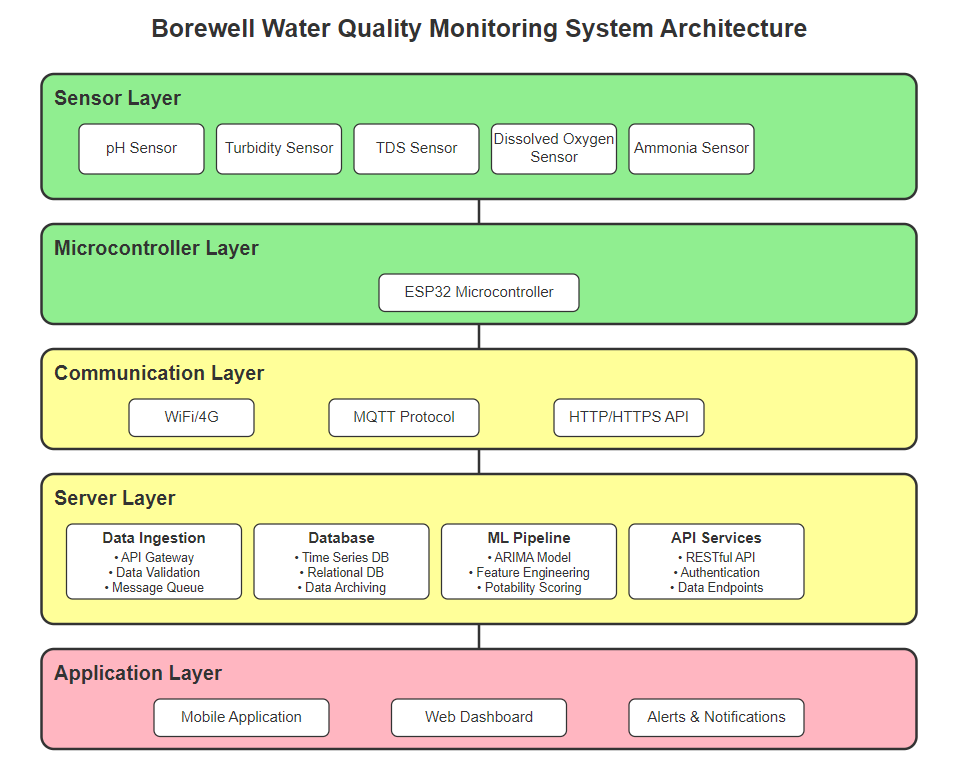 Borewell Water Quality Monitoring System Architecture
Sensor Layer
pH Sensor
Turbidity Sensor
TDS Sensor
Dissolved Oxygen
Sensor
Ammonia Sensor
Microcontroller Layer
ESP32 Microcontroller
Communication Layer
WiFi/4G
MQTT Protocol
HTTP/HTTPS API
Server Layer
Data Ingestion
• API Gateway
• Data Validation
• Message Queue
Database
• Time Series DB
• Relational DB
• Data Archiving
ML Pipeline
• ARIMA Model
• Feature Engineering
• Potability Scoring
API Services
• RESTful API
• Authentication
• Data Endpoints
Application Layer
Mobile Application
Web Dashboard
Alerts & Notifications